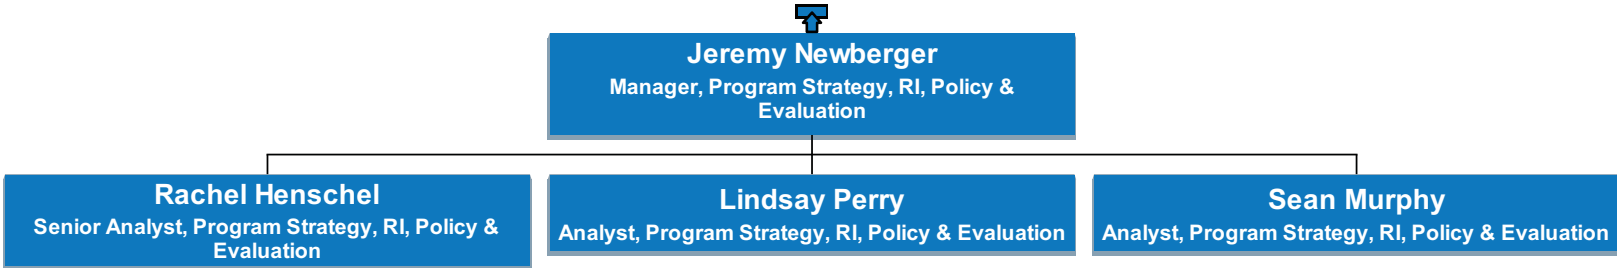 Jeremy Newberger
Manager, Program Strategy, RI, Policy &
Evaluation
Rachel Henschel
Senior Analyst, Program Strategy, RI, Policy &
Evaluation
Lindsay Perry
Analyst, Program Strategy, RI, Policy & Evaluation
Sean Murphy
Analyst, Program Strategy, RI, Policy & Evaluation